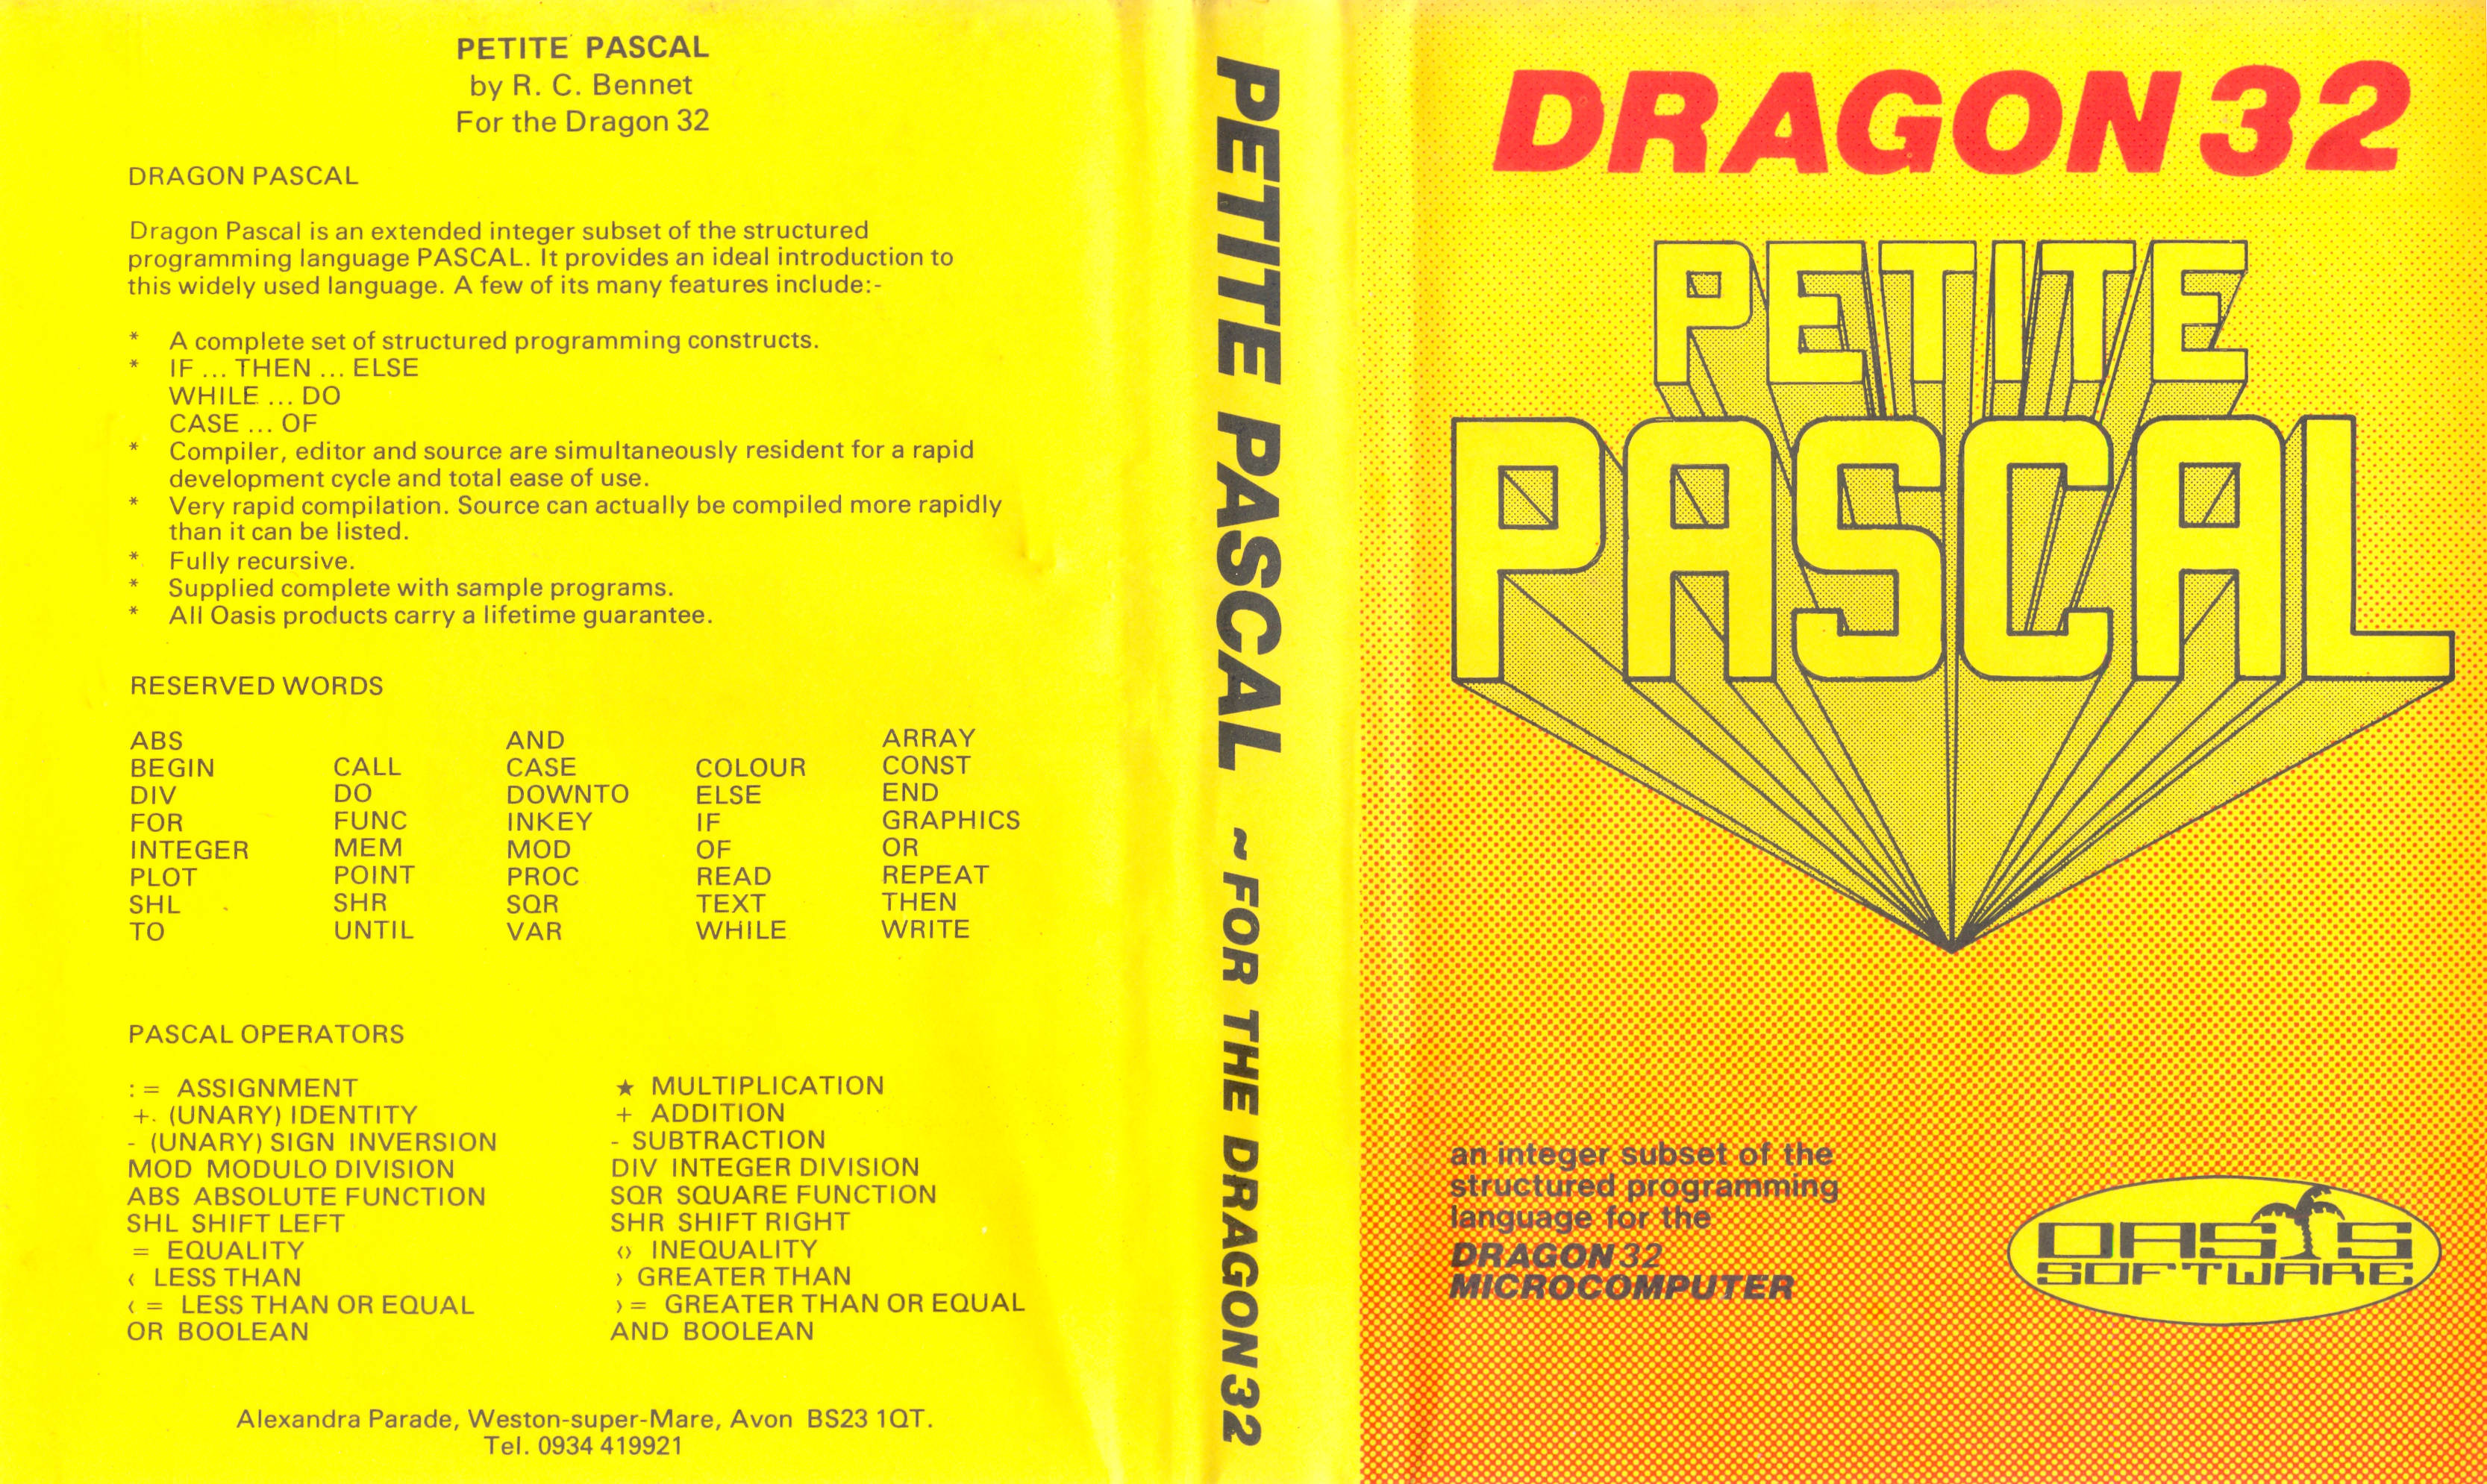 PETITE PASCAL
by R. C. Bennet
For the Dragon 32
DRAGON PASCAL
Dragon Pascal is an extended integer subset of the structured
programming language PASCAL. It provides an ideal introduction to
this widely used language. A few of its many features include:-
* A complete set of structured programming constructs.
* IF ... THEN ... ELSE
WHILE ... DO
CASE ... OF
* Compiler, editor and source are simultaneously resident for a rapid
development cycle and total ease of use.
* Very rapid compilation. Source can actually be compiled more rapidly
than it can be listed.
* Fully recursive.
* Supplied complete with sample programs.
* All Oasis products carry a lifetime guarantee.
RESERVED WORDS
ABS AND ARRAY
BEGIN CALL CASE COLOUR CONST
DIV DO DOWNTO ELSE END
FOR FUNC INKEY IF GRAPHICS
INTEGER MEM MOD OF OR
PLOT POINT PROC READ REPEAT
SHL SHR SQR TEXT THEN
TO UNTIL VAR WHILE WRITE
PASCAL OPERATORS
: = ASSIGNMENT ★ MULTIPLICATION
+. (UNARY) IDENTITY + ADDITION
- (UNARY) SIGN INVERSION - SUBTRACTION
MOD MODULO DIVISION DIV INTEGER DIVISION
ABS ABSOLUTE FUNCTION SQR SQUARE FUNCTION
SHL SHIFT LEFT SHR SHIFT RIGHT
= EQUALITY ‹› INEQUALITY
‹ LESS THAN › GREATER THAN
‹ = LESS THAN OR EQUAL › = GREATER THAN OR EQUAL
OR BOOLEAN AND BOOLEAN
Alexandra Parade, Weston-super-Mare, Avon BS23 1QT.
Tel. 0934 419921
PETITE PASCAL ~ FOR THE DRAGON 32
DRAGON 32
PETITE
PASCAL
an integer subset of the
structured programming
language for the
DRAGON 32
MICROCOMPUTER
OASIS
SOFTWARE